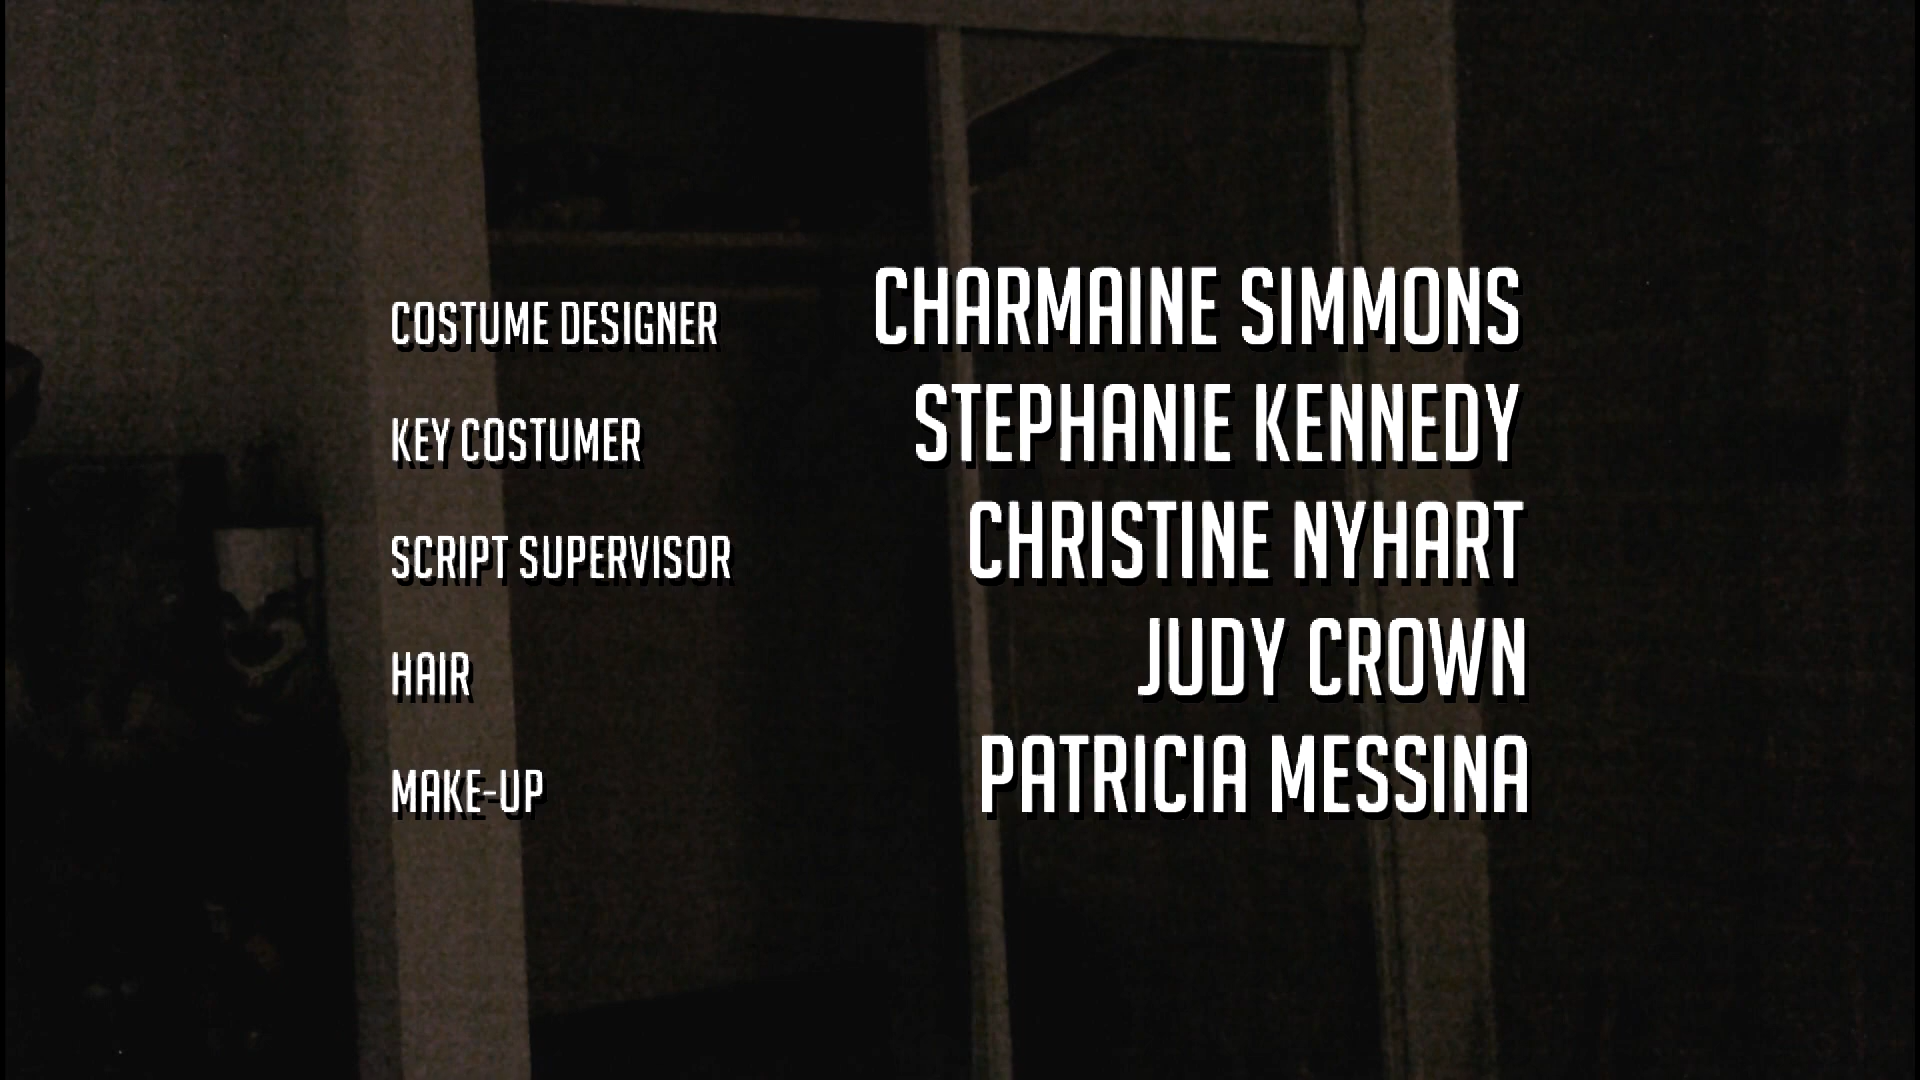 COSTUME DESIGNER CHARMAINE SIMMONS
KEY COSTUMER STEPHANIE KENNEDY
SCRIPT SUPERVISOR CHRISTINE NYHART
HAIR JUDY CROWN
MAKE-UP PATRICIA MESSINA